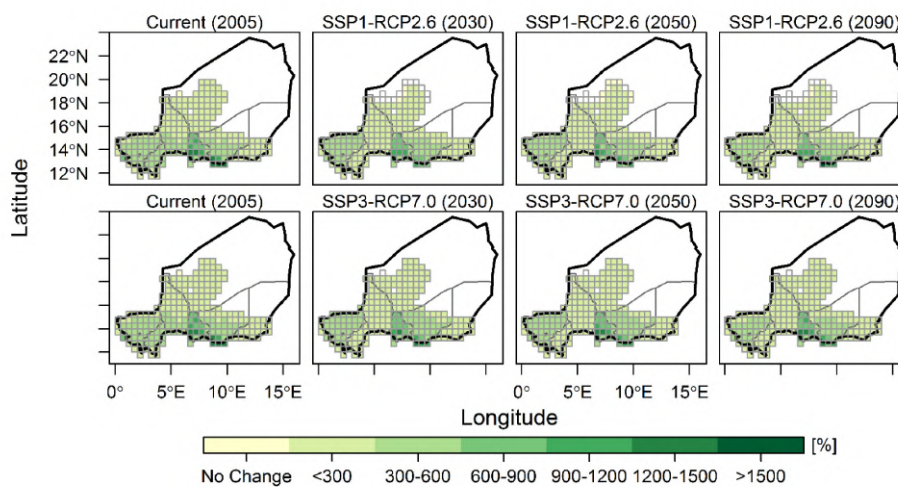 Current (2005) SSP1-RCP2.6 (2030) SSP1-RCP2.6 (2050) SSP1-RCP2.6 (2090)
22°N
20°N
18°N
16°N
14°N
12°N
Latitude
Current (2005) SSP3-RCP7.0 (2030) SSP3-RCP7.0 (2050) SSP3-RCP7.0 (2090)
0° 5°E 10°E 15°E 0° 5°E 10°E 15°E
Longitude
[%]
No Change <300 300-600 600-900 900-1200 1200-1500 >1500